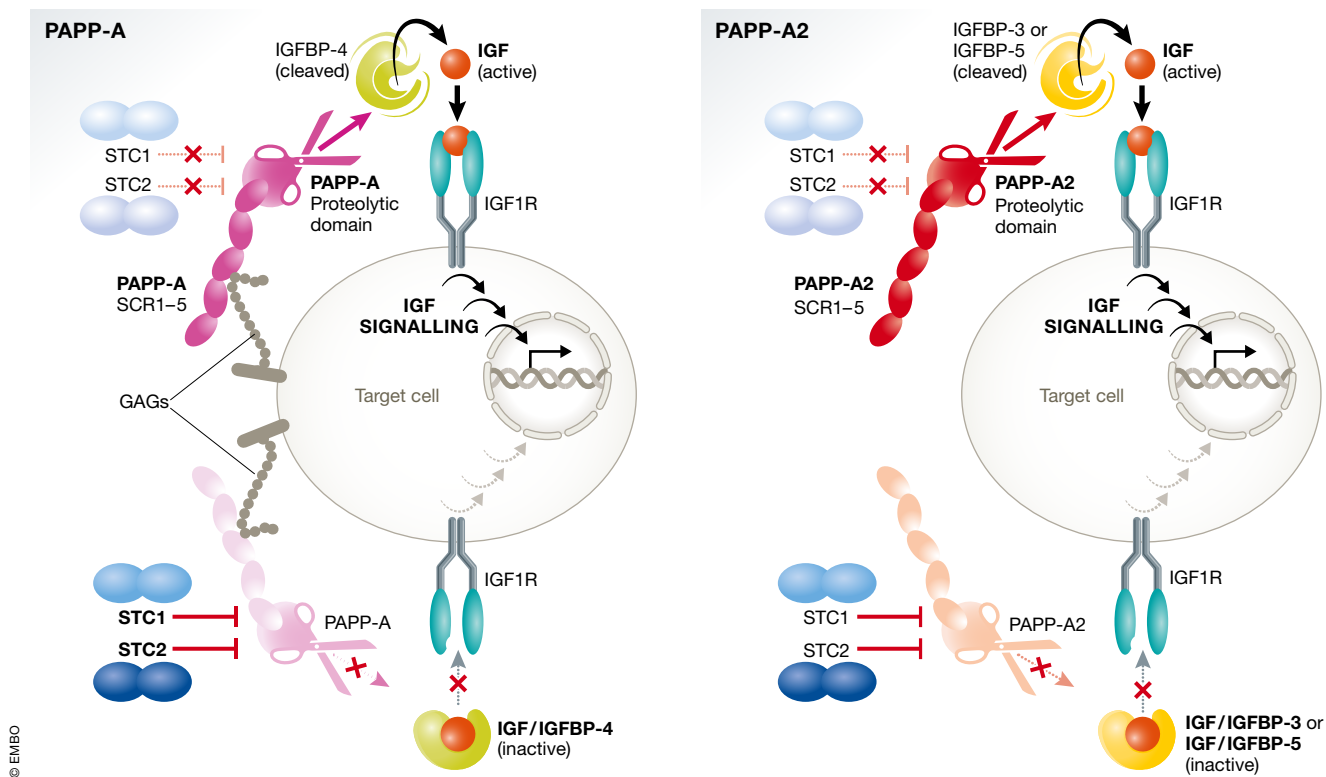 PAPP-A
IGFBP-4
(cleaved)
IGF
(active)
STC1
STC2
PAPP-A
Proteolytic
domain
IGF1R
PAPP-A
SCR1–5
IGF
SIGNALLING
GAGs
Target cell
STC1
STC2
PAPP-A
IGF1R
IGF/IGFBP-4
(inactive)
PAPP-A2
IGFBP-3 or
IGFBP-5
(cleaved)
IGF
(active)
STC1
STC2
PAPP-A2
Proteolytic
domain
IGF1R
PAPP-A2
SCR1–5
IGF
SIGNALLING
Target cell
STC1
STC2
PAPP-A2
IGF1R
IGF/IGFBP-3 or
IGF/IGFBP-5
(inactive)
© EMBO